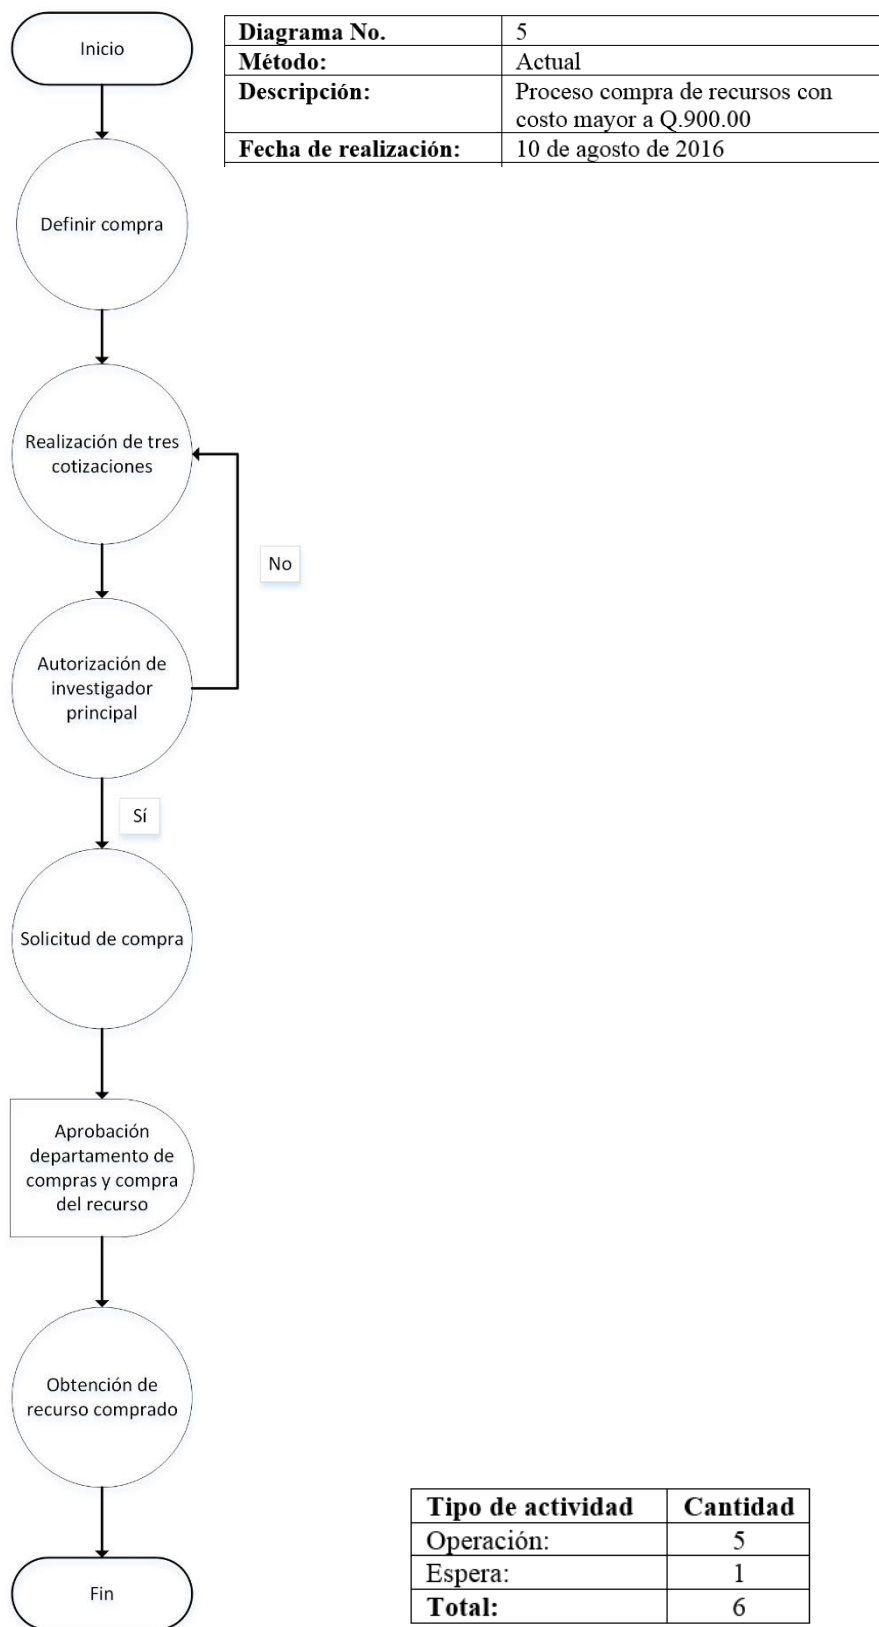 Inicio
Diagrama No. 5
Método: Actual
Descripción: Proceso compra de recursos con
costo mayor a Q.900.00
Fecha de realización: 10 de agosto de 2016
Definir compra
Realización de tres
cotizaciones
No
Autorización de
investigador
principal
Sí
Solicitud de compra
Aprobación
departamento de
compras y compra
del recurso
Obtención de
recurso comprado
Fin
Tipo de actividad Cantidad
Operación: 5
Espera: 1
Total: 6